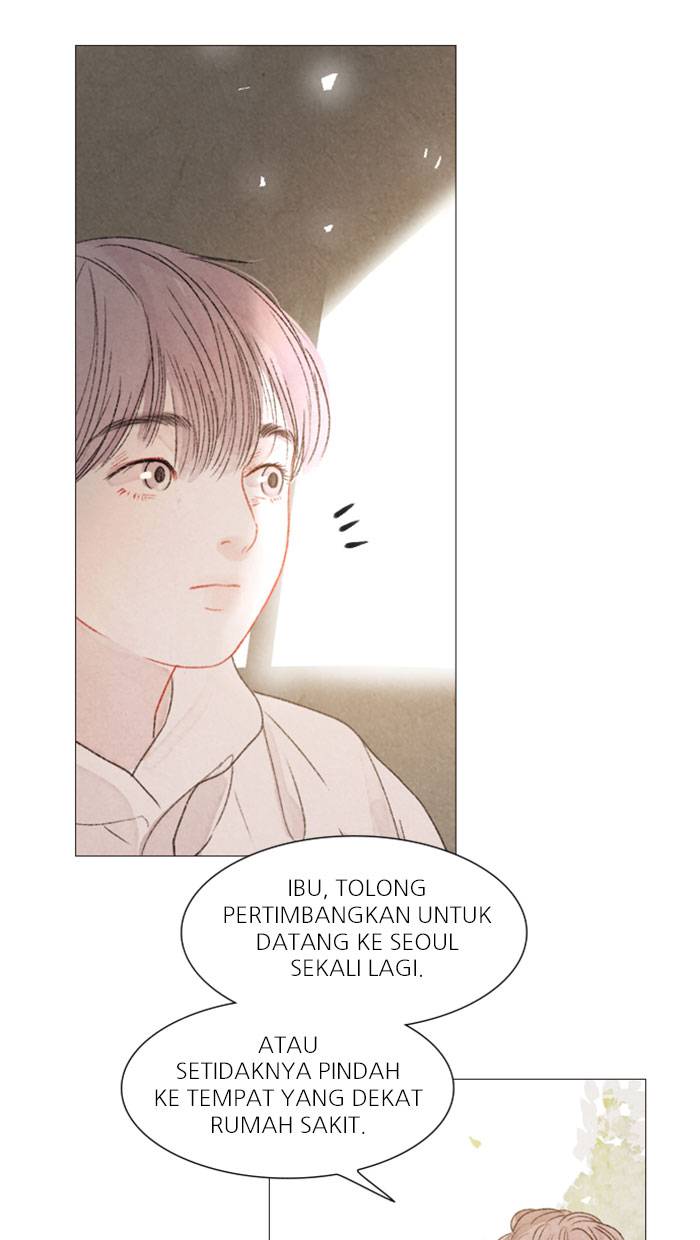 IBU, TOLONG
PERTIMBANGKAN UNTUK
DATANG KE SEOUL
SEKALI LAGI.
ATAU
SETIDAKNYA PINDAH
KE TEMPAT YANG DEKAT
RUMAH SAKIT.